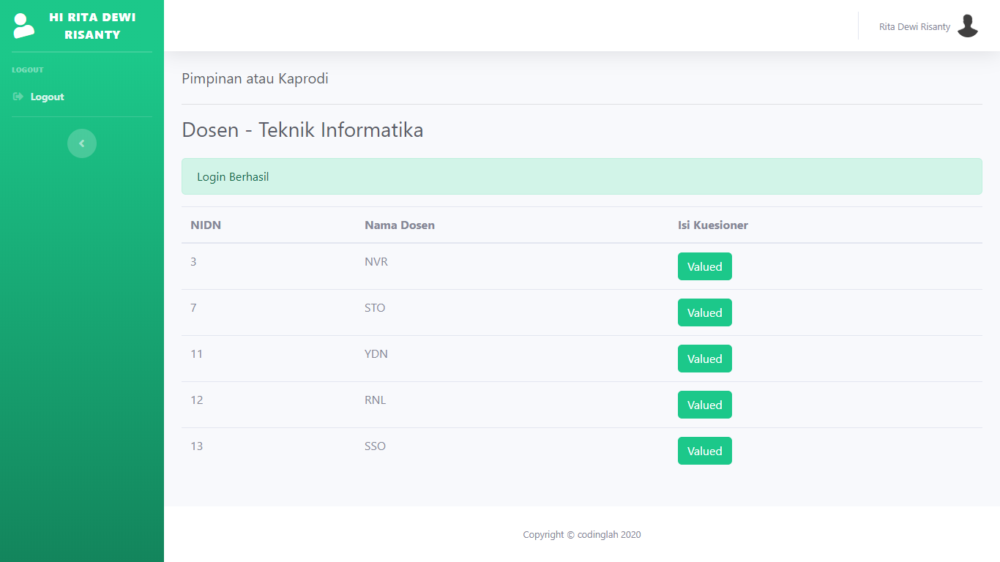 HI RITA DEWI
RISANTY
LOGOUT
Logout
Rita Dewi Risanty
Pimpinan atau Kaprodi
Dosen - Teknik Informatika
Login Berhasil
NIDN Nama Dosen Isi Kuesioner
3 NVR Valued
7 STO Valued
11 YDN Valued
12 RNL Valued
13 SSO Valued
Copyright © codinglah 2020